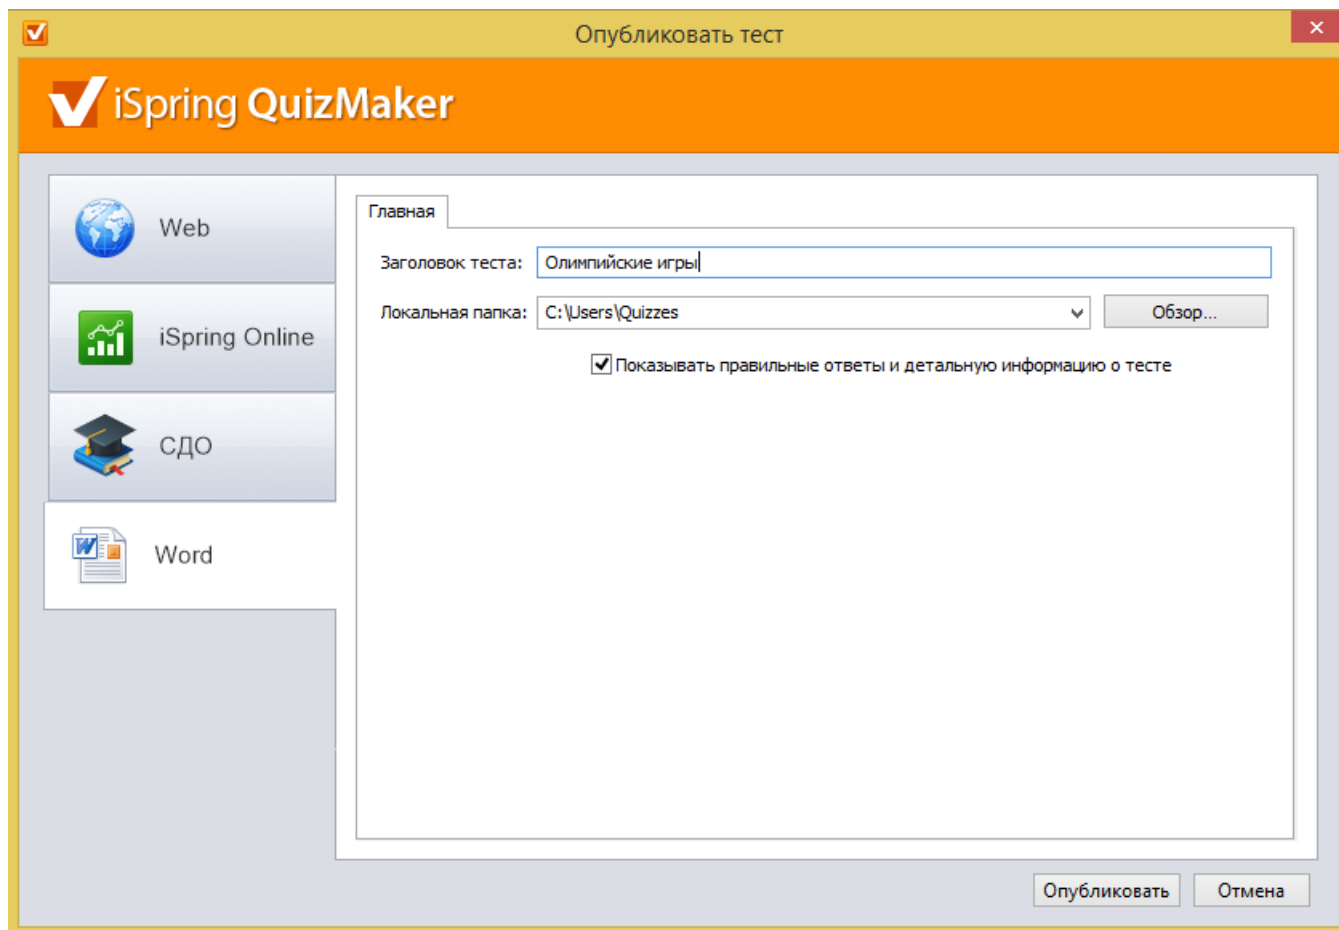 Опубликовать тест
iSpring QuizMaker
Web
iSpring Online
СДО
Word
Главная
Заголовок теста: Олимпийские игры
Локальная папка: C:\Users\Quizzes Обзор...
Показывать правильные ответы и детальную информацию о тесте
Опубликовать Отмена